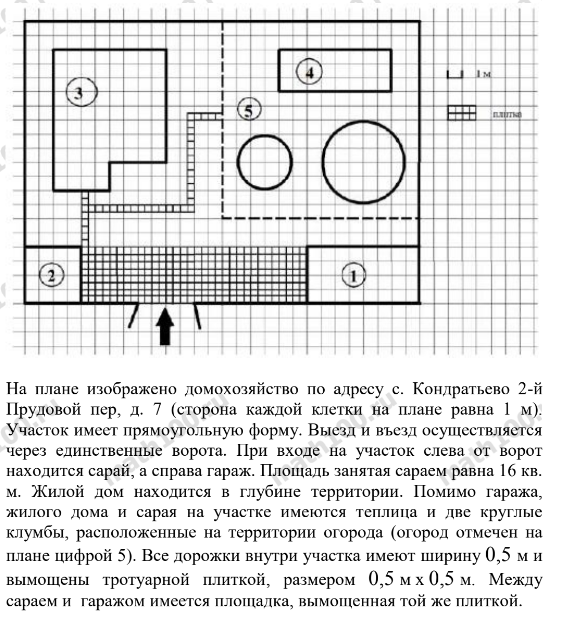 3
4
1 м
5
плитка
2
1
На плане изображено домохозяйство по адресу с. Кондратьево 2-й
Прудовой пер, д. 7 (сторона каждой клетки на плане равна 1 м).
Участок имеет прямоугольную форму. Выезд и въезд осуществляется
через единственные ворота. При входе на участок слева от ворот
находится сарай, а справа гараж. Площадь занятая сараем равна 16 кв.
м. Жилой дом находится в глубине территории. Помимо гаража,
жилого дома и сарая на участке имеются теплица и две круглые
клумбы, расположенные на территории огорода (огород отмечен на
плане цифрой 5). Все дорожки внутри участка имеют ширину 0,5 м и
вымощены тротуарной плиткой, размером 0,5 м х 0,5 м. Между
сараем и гаражом имеется площадка, вымощенная той же плиткой.